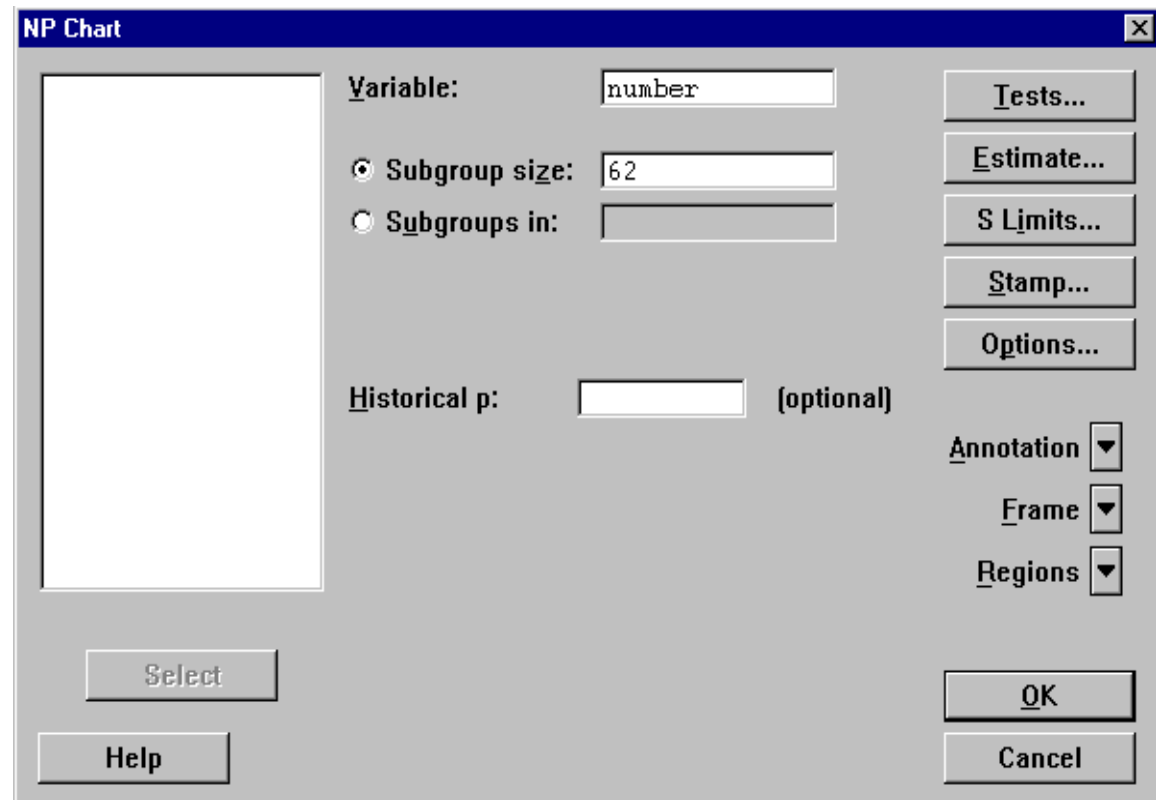 NP Chart
Variable: number
Subgroup size: 62
Subgroups in:
Historical p: (optional)
Tests...
Estimate...
S Limits...
Stamp...
Options...
Annotation
Frame
Regions
Select
Help
OK
Cancel